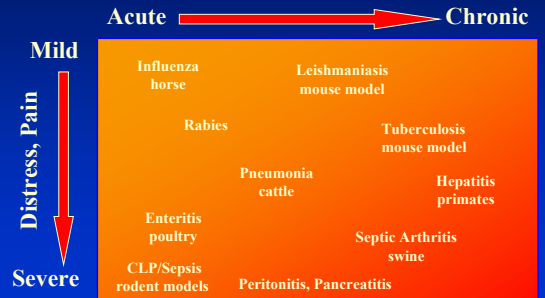 Acute
Chronic
Mild
Distress, Pain
Severe
Influenza
horse
Leishmaniasis
mouse model
Rabies
Tuberculosis
mouse model
Pneumonia
cattle
Hepatitis
primates
Enteritis
poultry
Septic Arthritis
swine
CLP/Sepsis
rodent models
Peritonitis, Pancreatitis